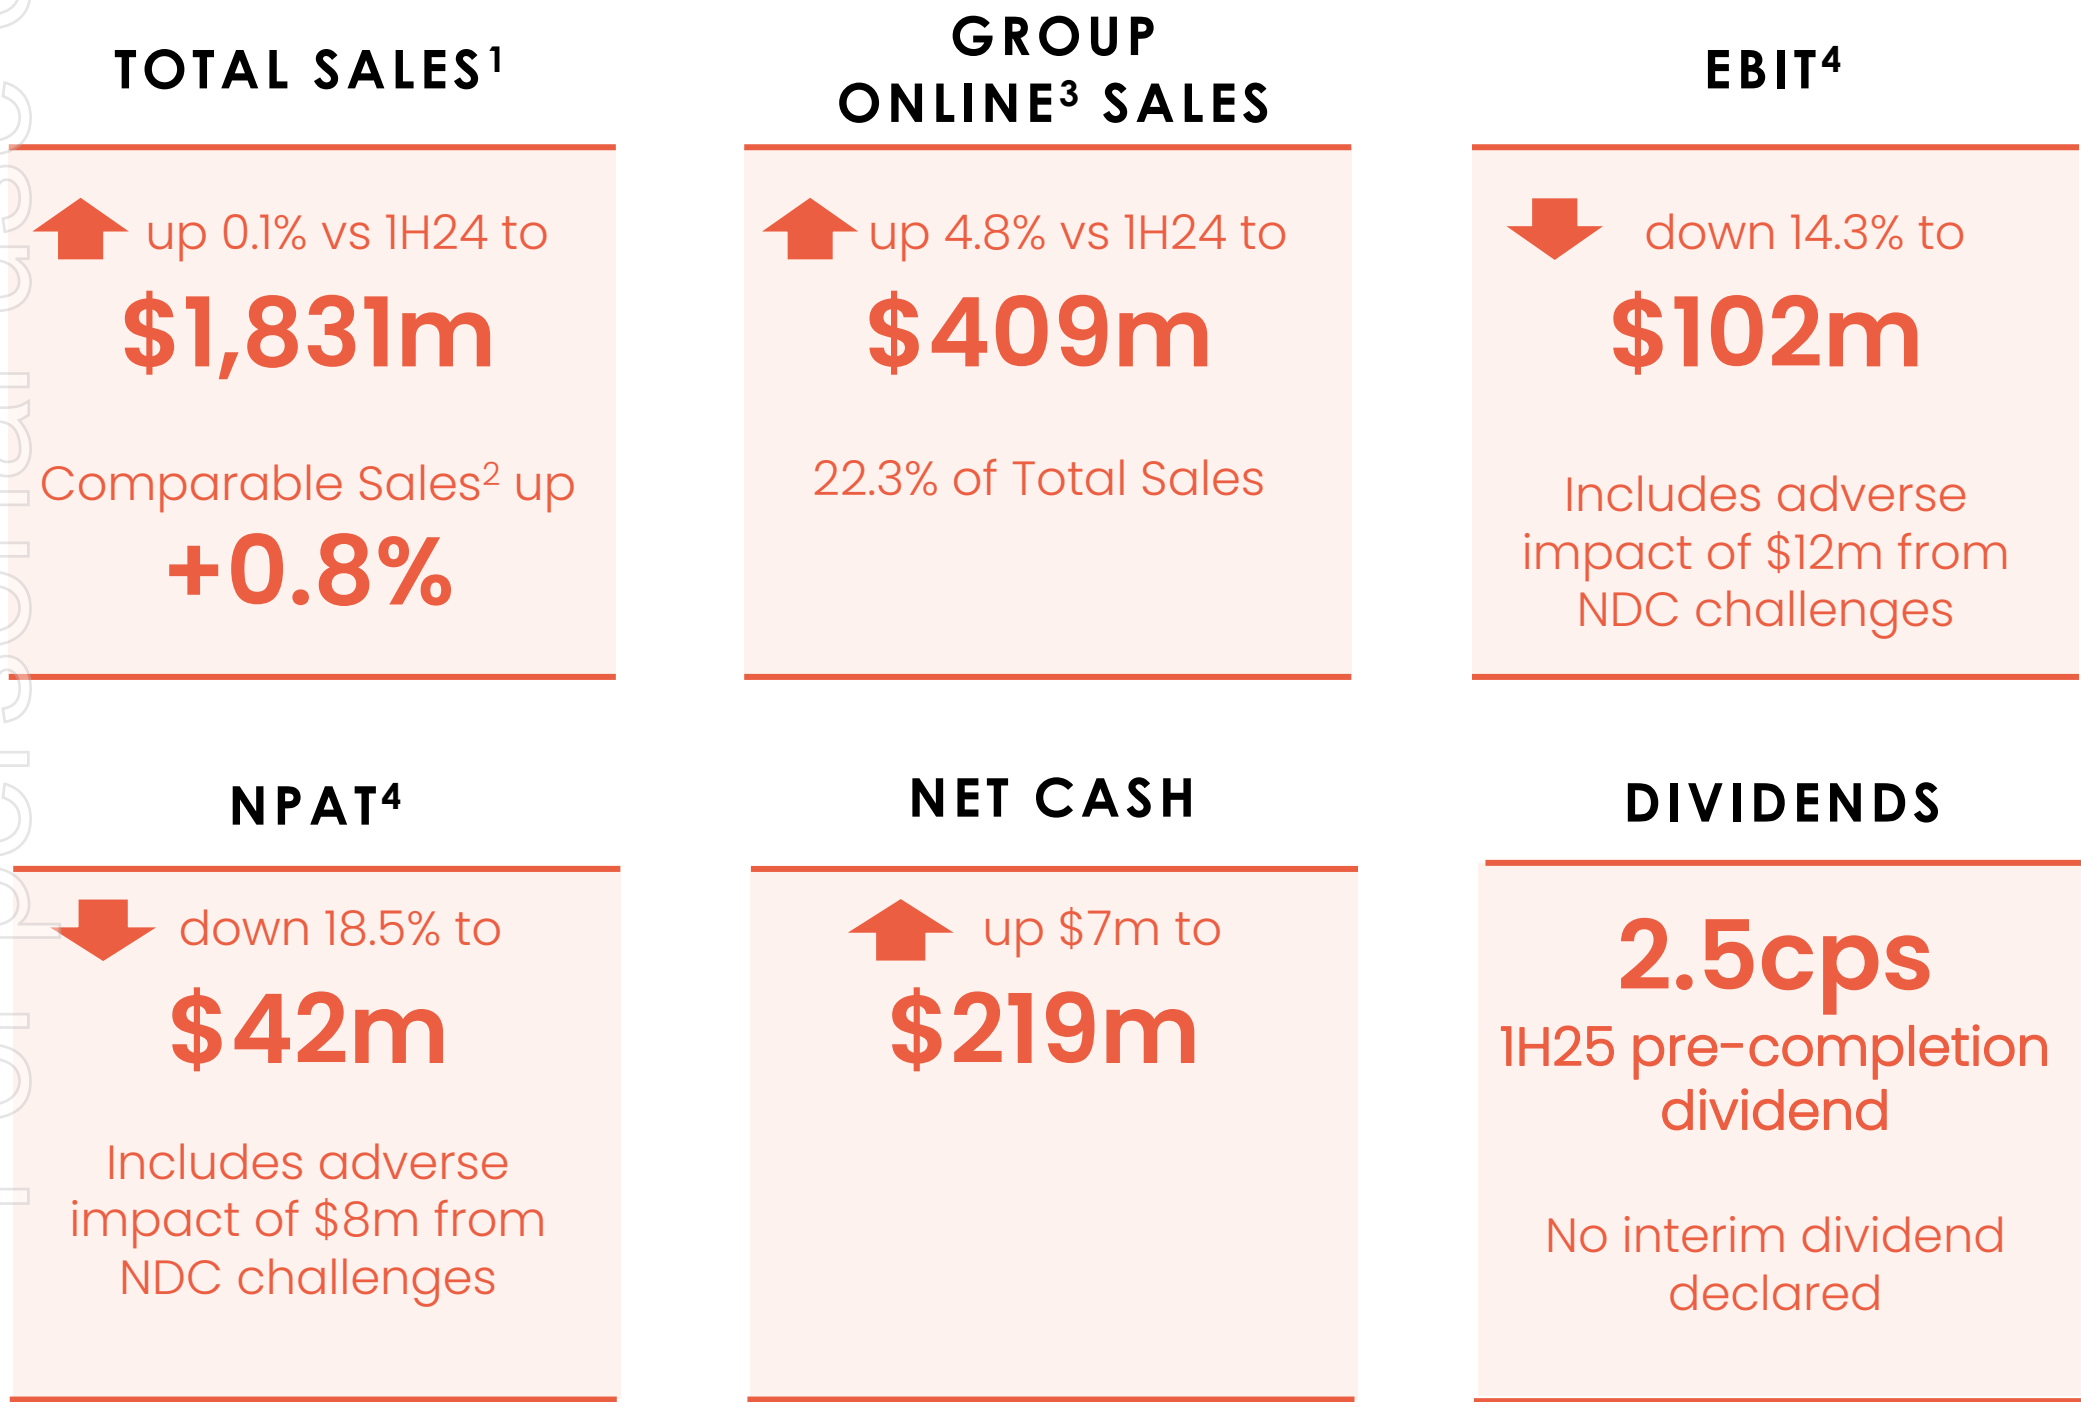 TOTAL SALES¹
up 0.1% vs 1H24 to
$1,831m
Comparable Sales² up
+0.8%
GROUP
ONLINE³ SALES
up 4.8% vs 1H24 to
$409m
22.3% of Total Sales
EBIT⁴
down 14.3% to
$102m
Includes adverse
impact of $12m from
NDC challenges
NPAT⁴
down 18.5% to
$42m
Includes adverse
impact of $8m from
NDC challenges
NET CASH
up $7m to
$219m
DIVIDENDS
2.5cps
1H25 pre-completion
dividend
No interim dividend
declared